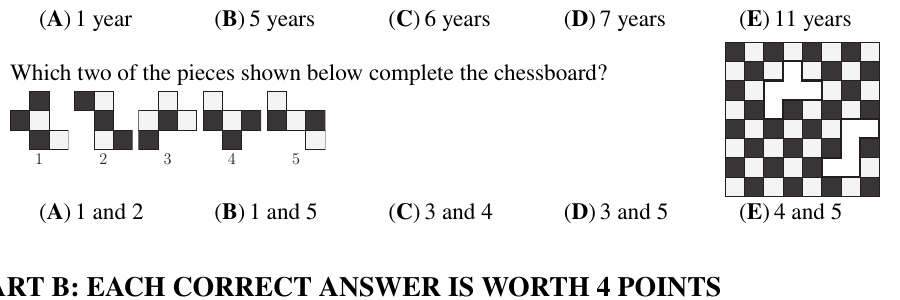 (A) 1 year (B) 5 years (C) 6 years (D) 7 years (E) 11 years
Which two of the pieces shown below complete the chessboard?
1 2 3 4 5
(A) 1 and 2 (B) 1 and 5 (C) 3 and 4 (D) 3 and 5 (E) 4 and 5
ART B: EACH CORRECT ANSWER IS WORTH 4 POINTS